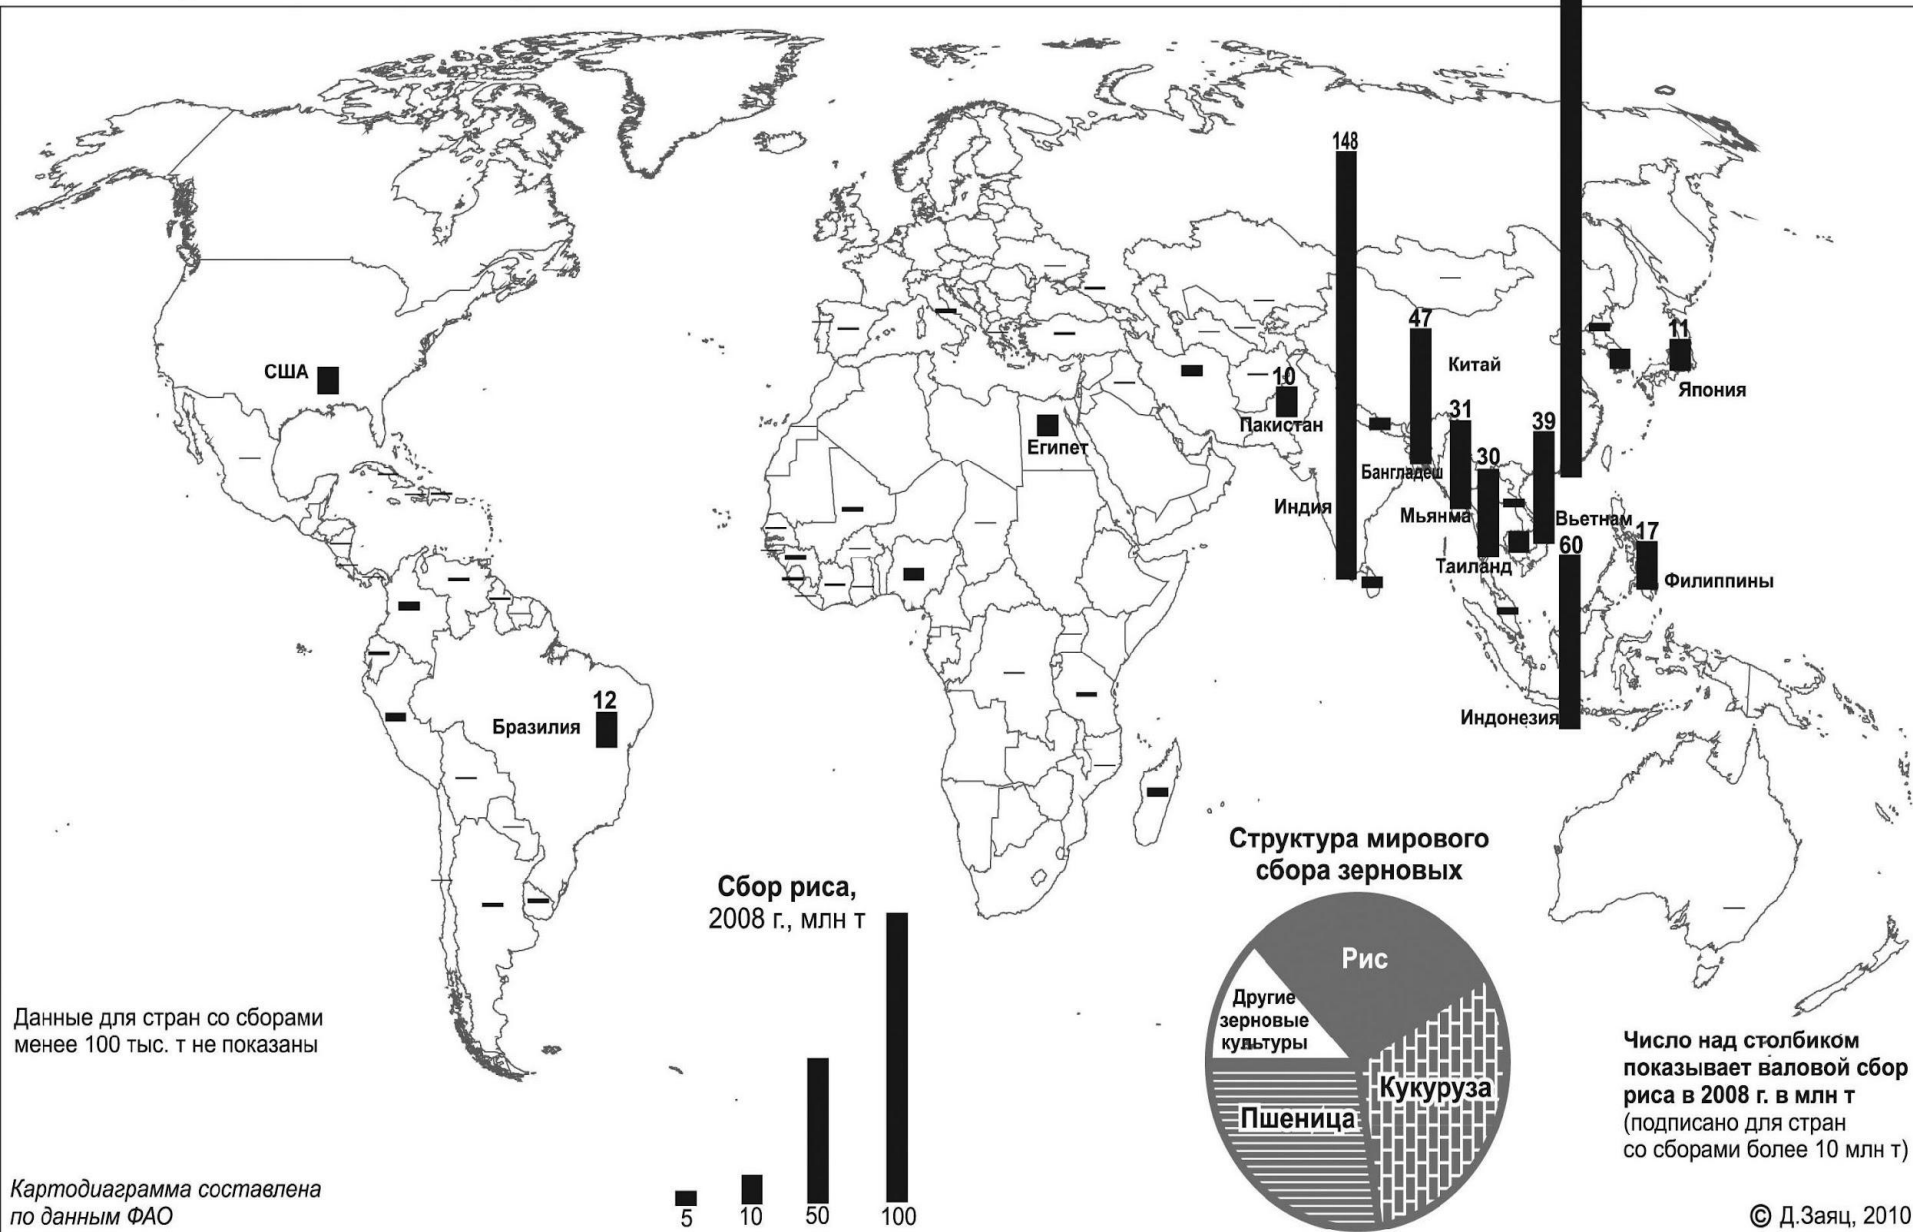 148
47
11
Китай
США
10
Япония
31
39
Пакистан
Египет
30
Бангладеш
Индия
Мьянма
Вьетнам
17
60
Таиланд
Филиппины
12
Индонезия
Бразилия
Структура мирового
сбора зерновых
Сбор риса,
2008 г., млн т
Рис
Другие
зерновые
культуры
Кукуруза
Пшеница
Данные для стран со сборами
менее 100 тыс. т не показаны
Число над столбиком
показывает валовой сбор
риса в 2008 г. в млн т
(подписано для стран
со сборами более 10 млн т)
Картодиаграмма составлена
по данным ФАО
5
10
50
100
© Д.Заяц, 2010